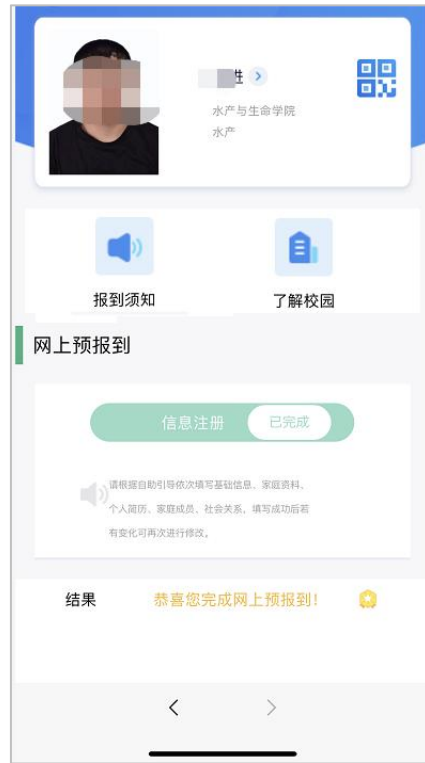 进
水产与生命学院
水产
报到须知
了解校园
网上预报到
信息注册 已完成
请根据自助引导依次填写基础信息、家庭资料、
个人简历、家庭成员、社会关系，填写成功后若
有变化可再次进行修改。
结果 恭喜您完成网上预报到！